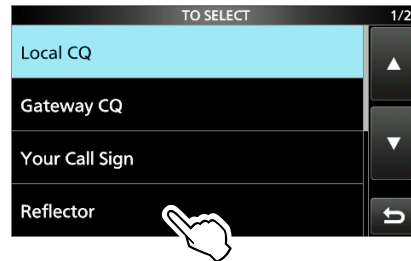 TO SELECT 1/2
Local CQ
Gateway CQ
Your Call Sign
Reflector